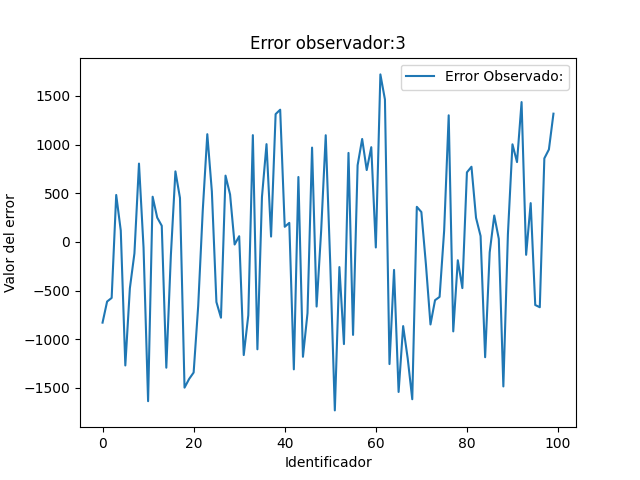 Error observador:3
Error Observado:
Valor del error
1500
1000
500
0
−500
−1000
−1500
0 20 40 60 80 100
Identificador